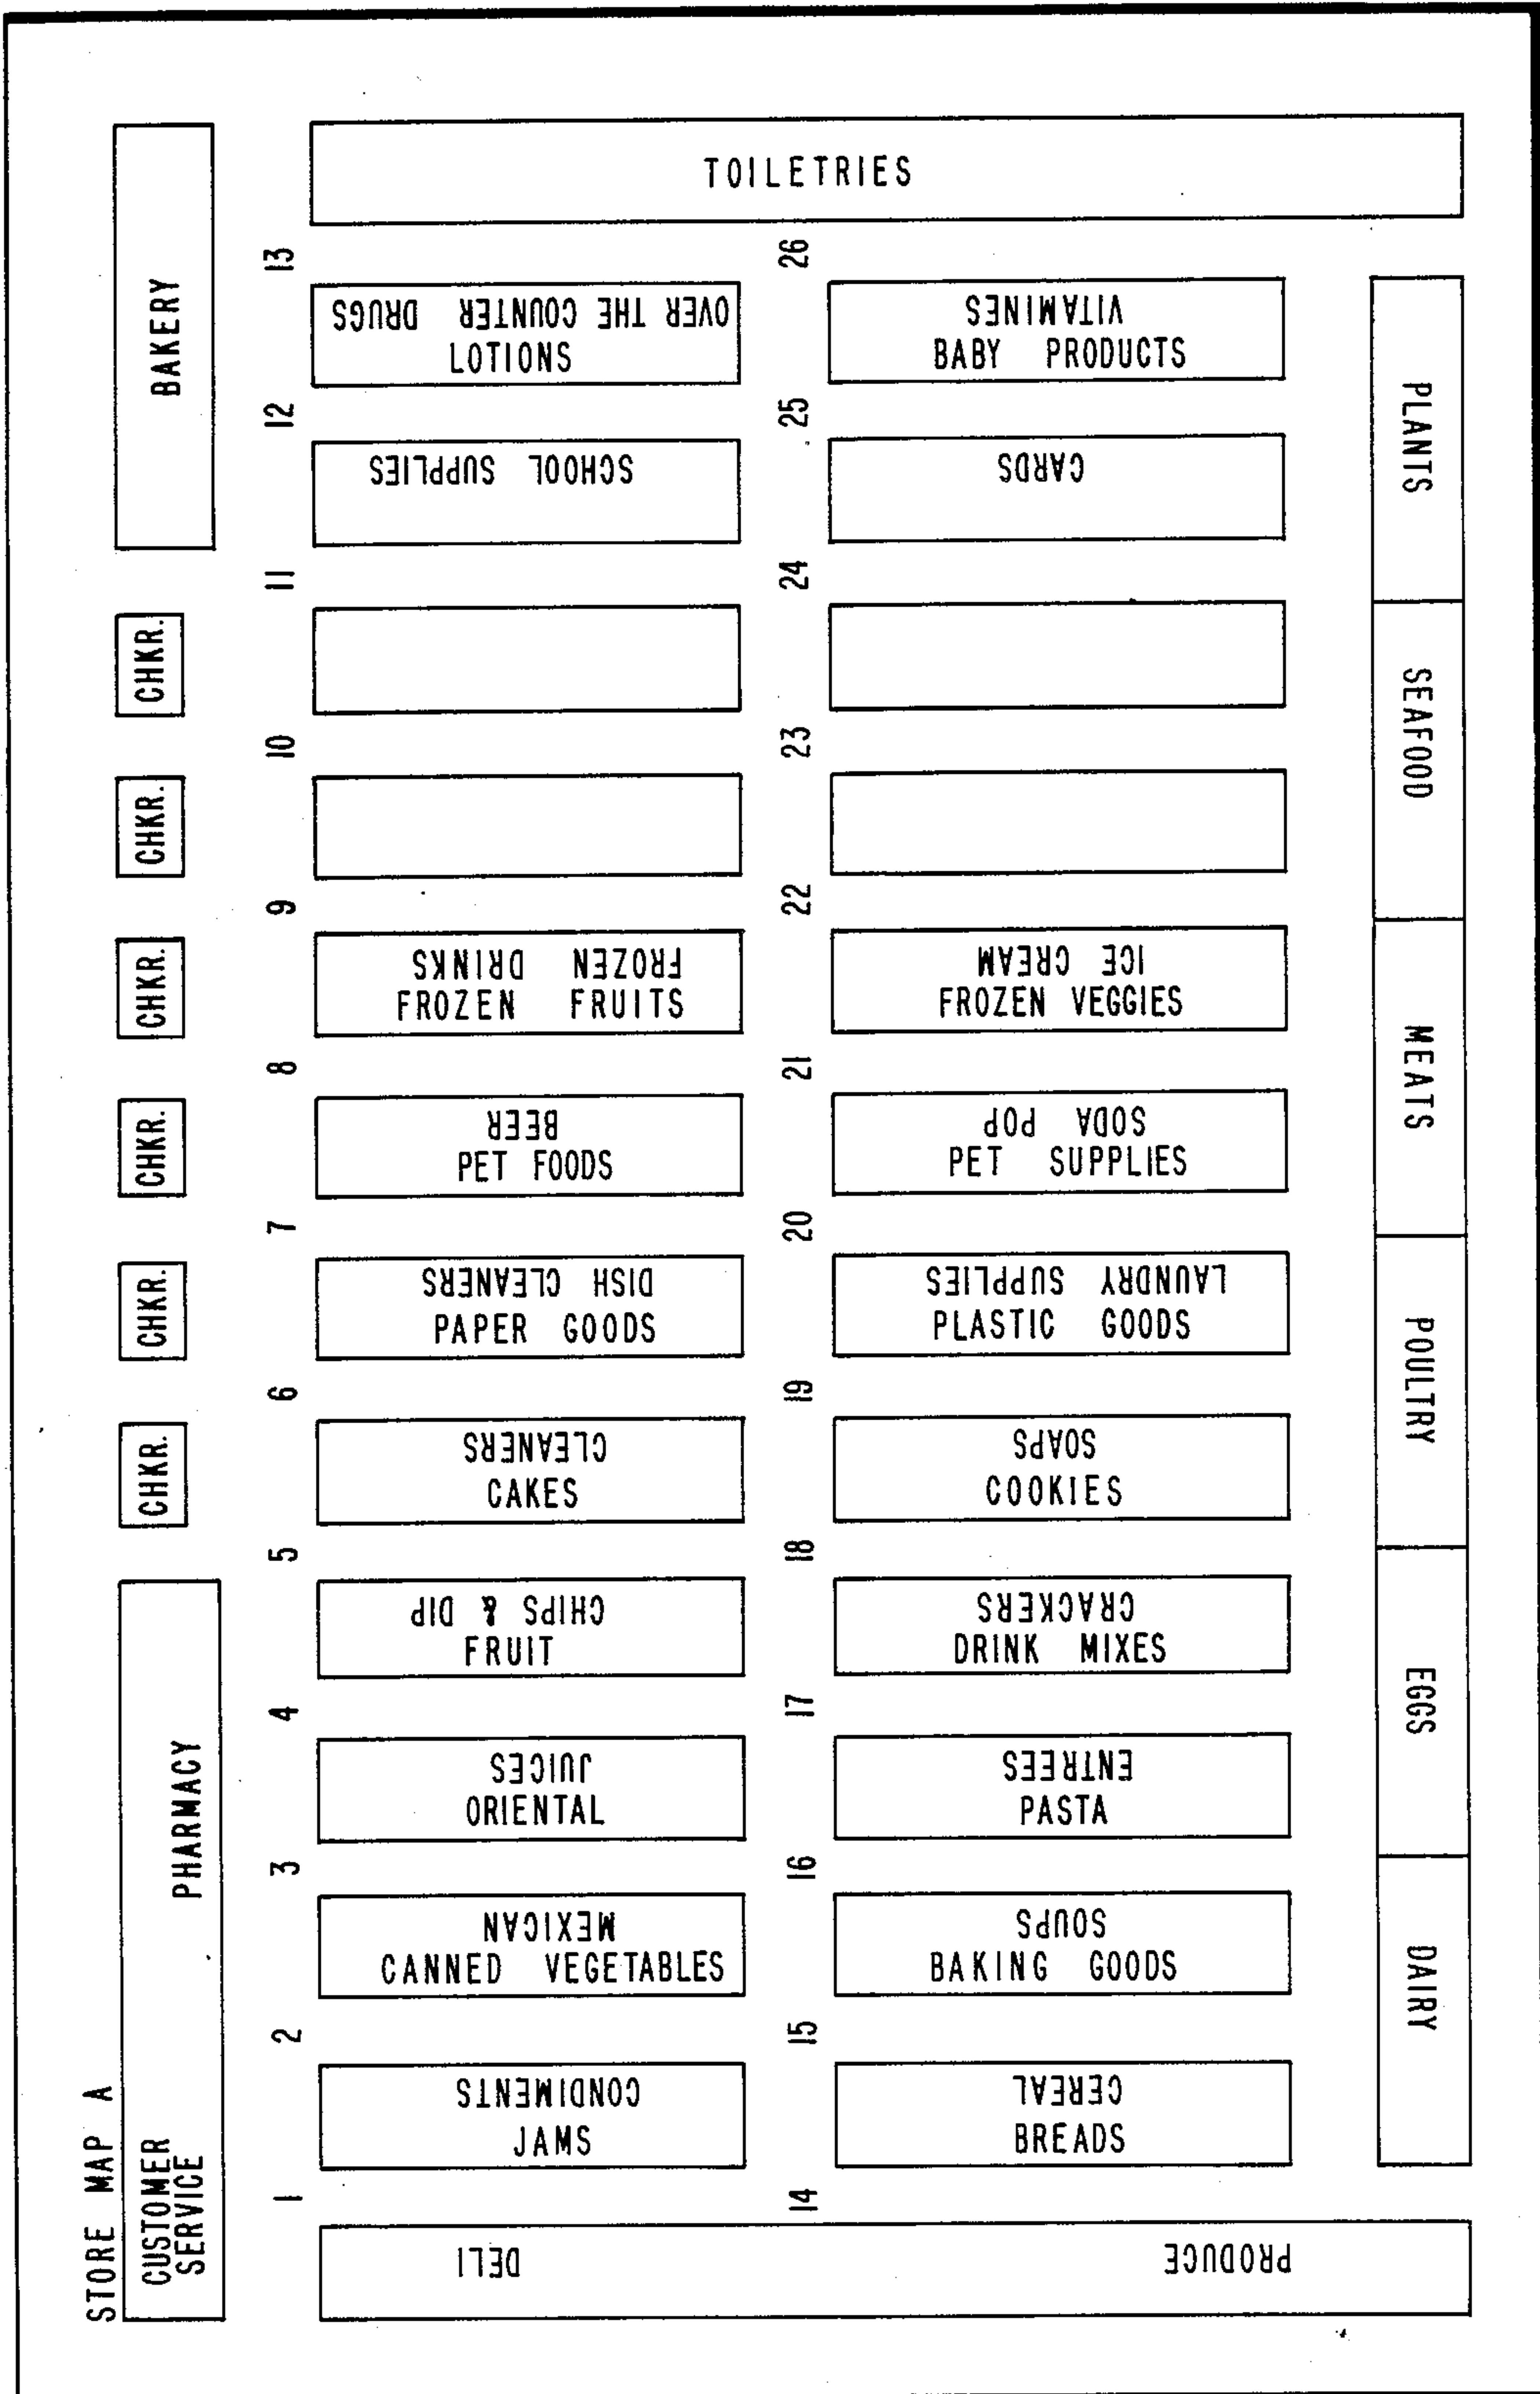 STORE MAP A
CUSTOMER
SERVICE
PHARMACY
CHKR.
CHKR.
CHKR.
CHKR.
CHKR.
CHKR.
BAKERY
TOILETRIES
13
26
OVER THE COUNTER DRUGS
LOTIONS
VITAMINES
BABY PRODUCTS
12
25
SCHOOL SUPPLIES
CARDS
11
24
10
23
9
22
FROZEN DRINKS
FROZEN FRUITS
ICE CREAM
FROZEN VEGGIES
8
21
BEER
PET FOODS
SODA POP
PET SUPPLIES
7
20
DISH CLEANERS
PAPER GOODS
LAUNDRY SUPPLIES
PLASTIC GOODS
6
19
CLEANERS
CAKES
SOAPS
COOKIES
5
18
CHIPS & DIP
FRUIT
CRACKERS
DRINK MIXES
4
17
JUICES
ORIENTAL
ENTREES
PASTA
3
16
MEXICAN
CANNED VEGETABLES
SOUPS
BAKING GOODS
2
15
CONDIMENTS
JAMS
CEREAL
BREADS
1
14
DELI
PRODUCE
PLANTS
SEAFOOD
MEATS
POULTRY
EGGS
DAIRY